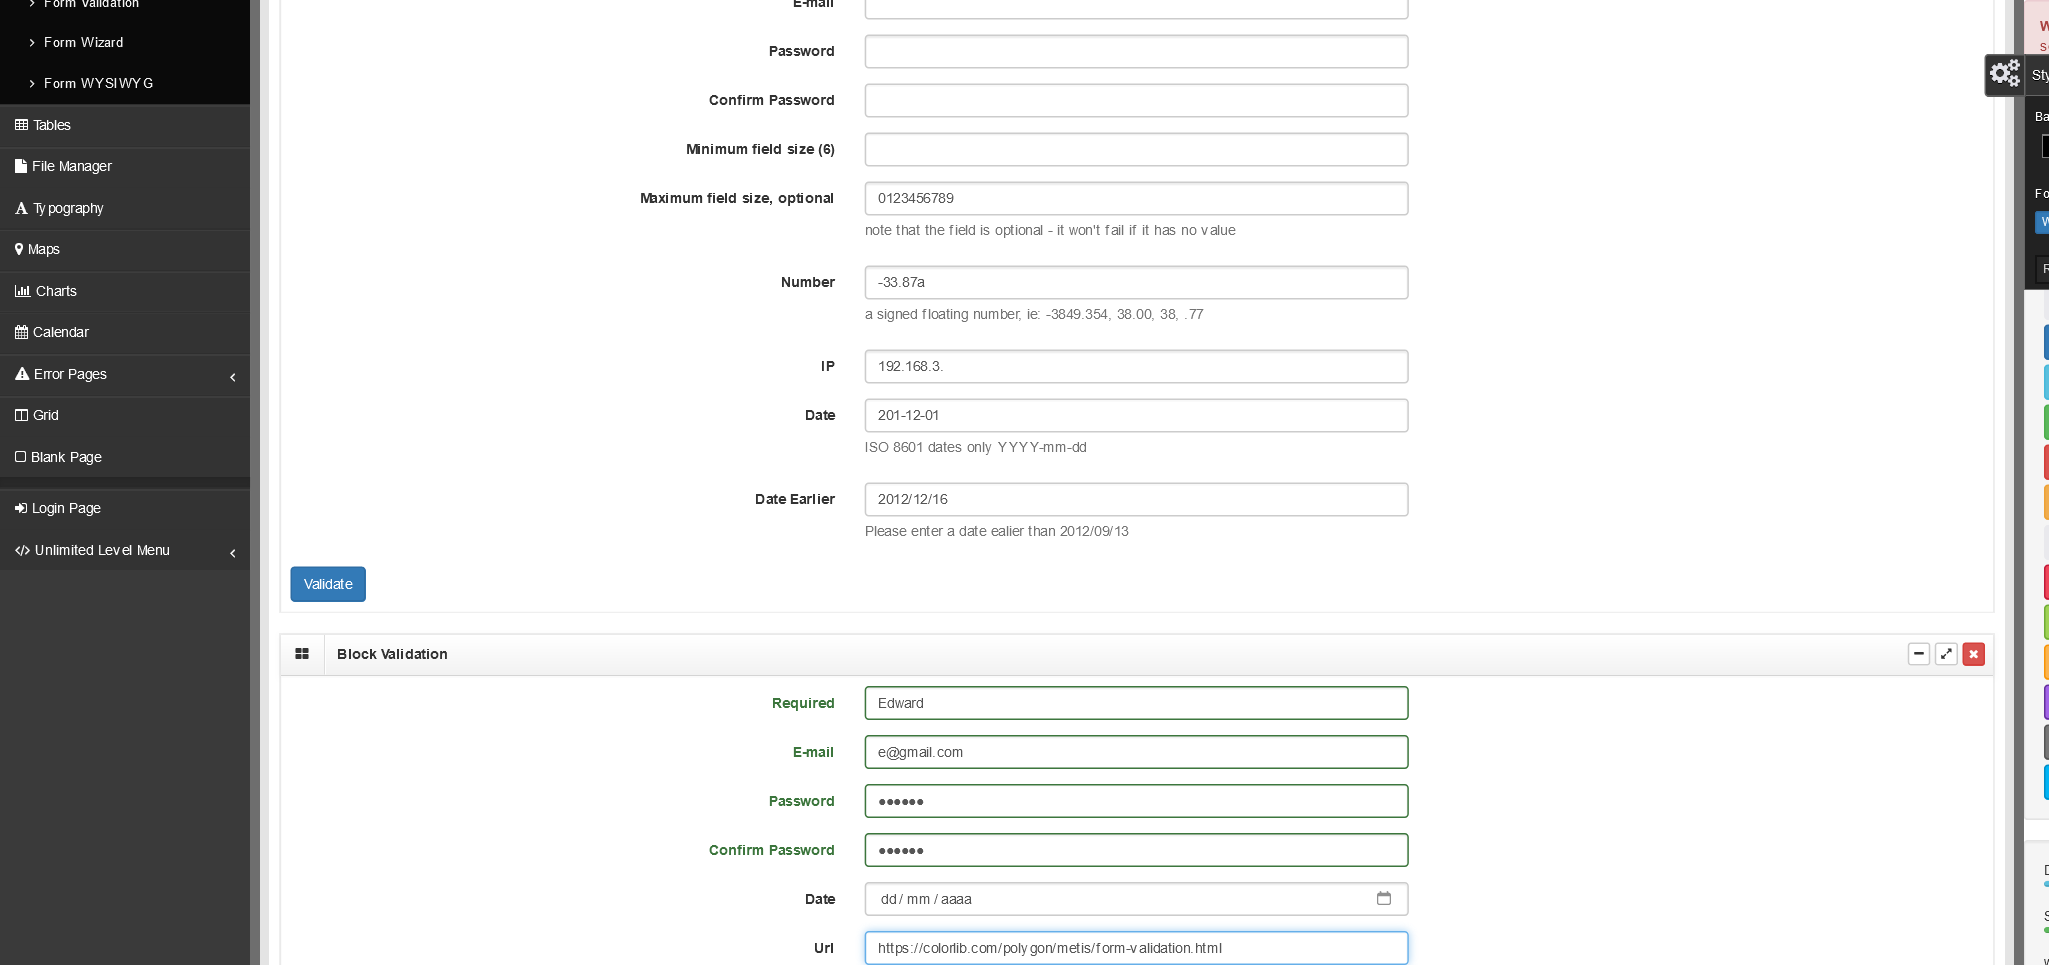 Form Validation
Form Wizard
Form WYSIWYG
Tables
File Manager
Typography
Maps
Charts
Calendar
Error Pages
Grid
Blank Page
Login Page
Unlimited Level Menu
E-mail
Password
Confirm Password
Minimum field size (6)
Maximum field size, optional
0123456789
note that the field is optional - it won't fail if it has no value
Number
-33.87a
a signed floating number, ie: -3849.354, 38.00, 38, .77
IP
192.168.3.
Date
201-12-01
ISO 8601 dates only YYYY-mm-dd
Date Earlier
2012/12/16
Please enter a date ealier than 2012/09/13
Validate
Block Validation
Required
Edward
E-mail
e@gmail.com
Password
••••••
Confirm Password
••••••
Date
dd/mm/aaaa
Url
https://colorlib.com/polygon/metis/form-validation.html
Sty
Ba
Fo